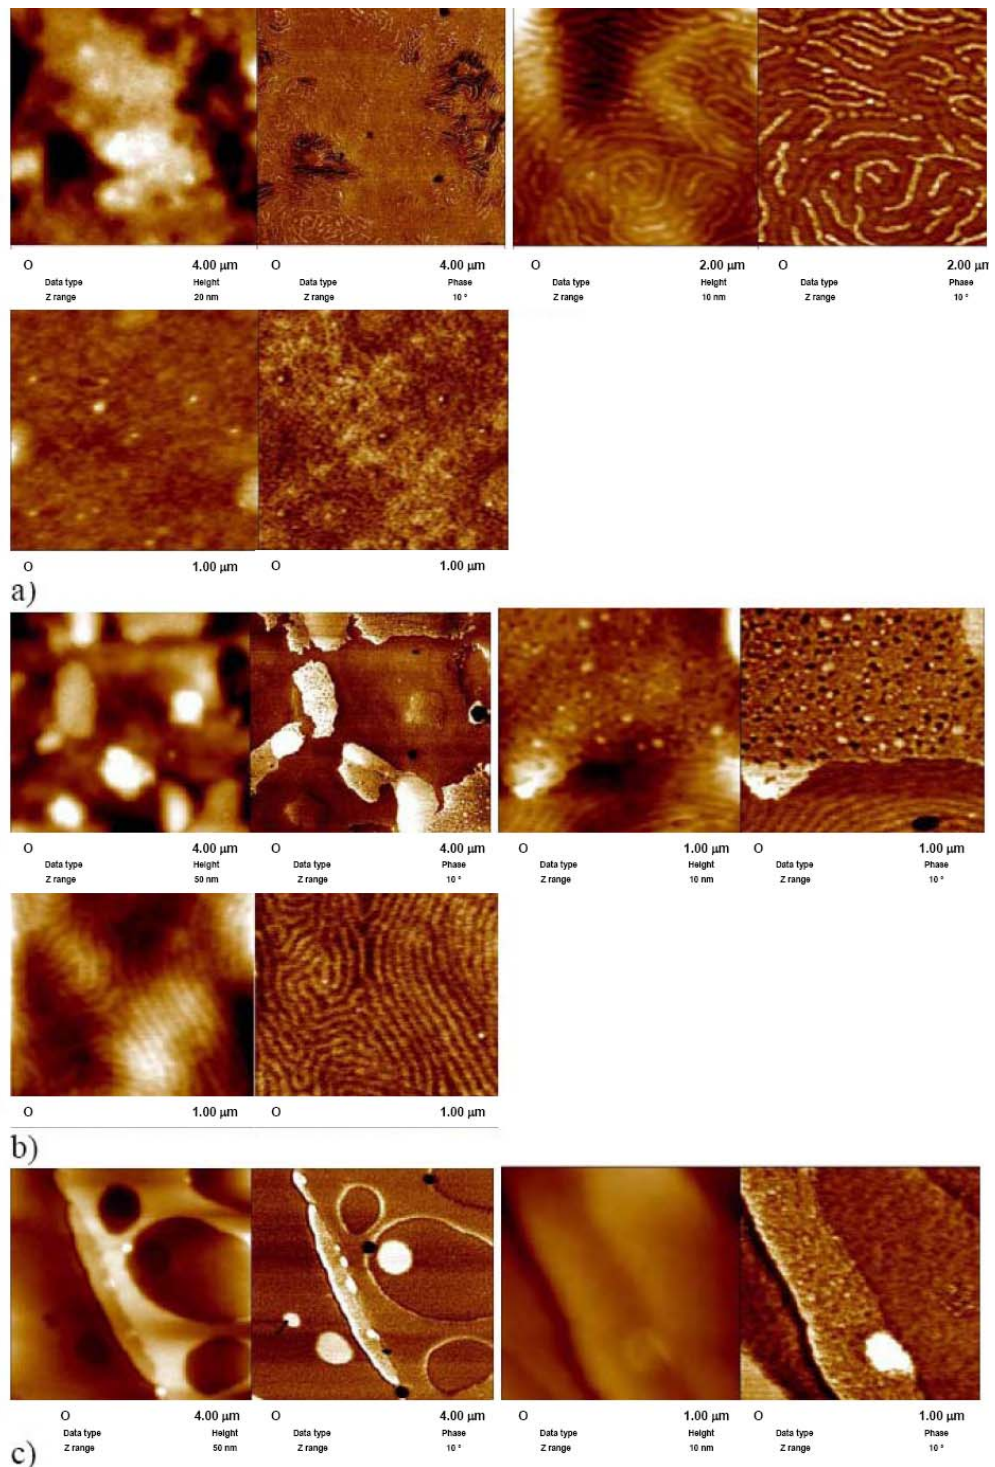 O 4.00 μm O 4.00 μm O 2.00 μm O 2.00 μm
Data type Height Data type Phase Data type Height Data type Phase
Z range 20 nm Z range 10 ° Z range 10 nm Z range 10 °
O 1.00 μm O 1.00 μm
a)
O 4.00 μm O 4.00 μm O 1.00 μm O 1.00 μm
Data type Height Data type Phase Data type Height Data type Phase
Z range 50 nm Z range 10 ° Z range 10 nm Z range 10 °
O 1.00 μm O 1.00 μm
b)
O 4.00 μm O 4.00 μm O 1.00 μm O 1.00 μm
Data type Height Data type Phase Data type Height Data type Phase
Z range 50 nm Z range 10 ° Z range 10 nm Z range 10 °
c)